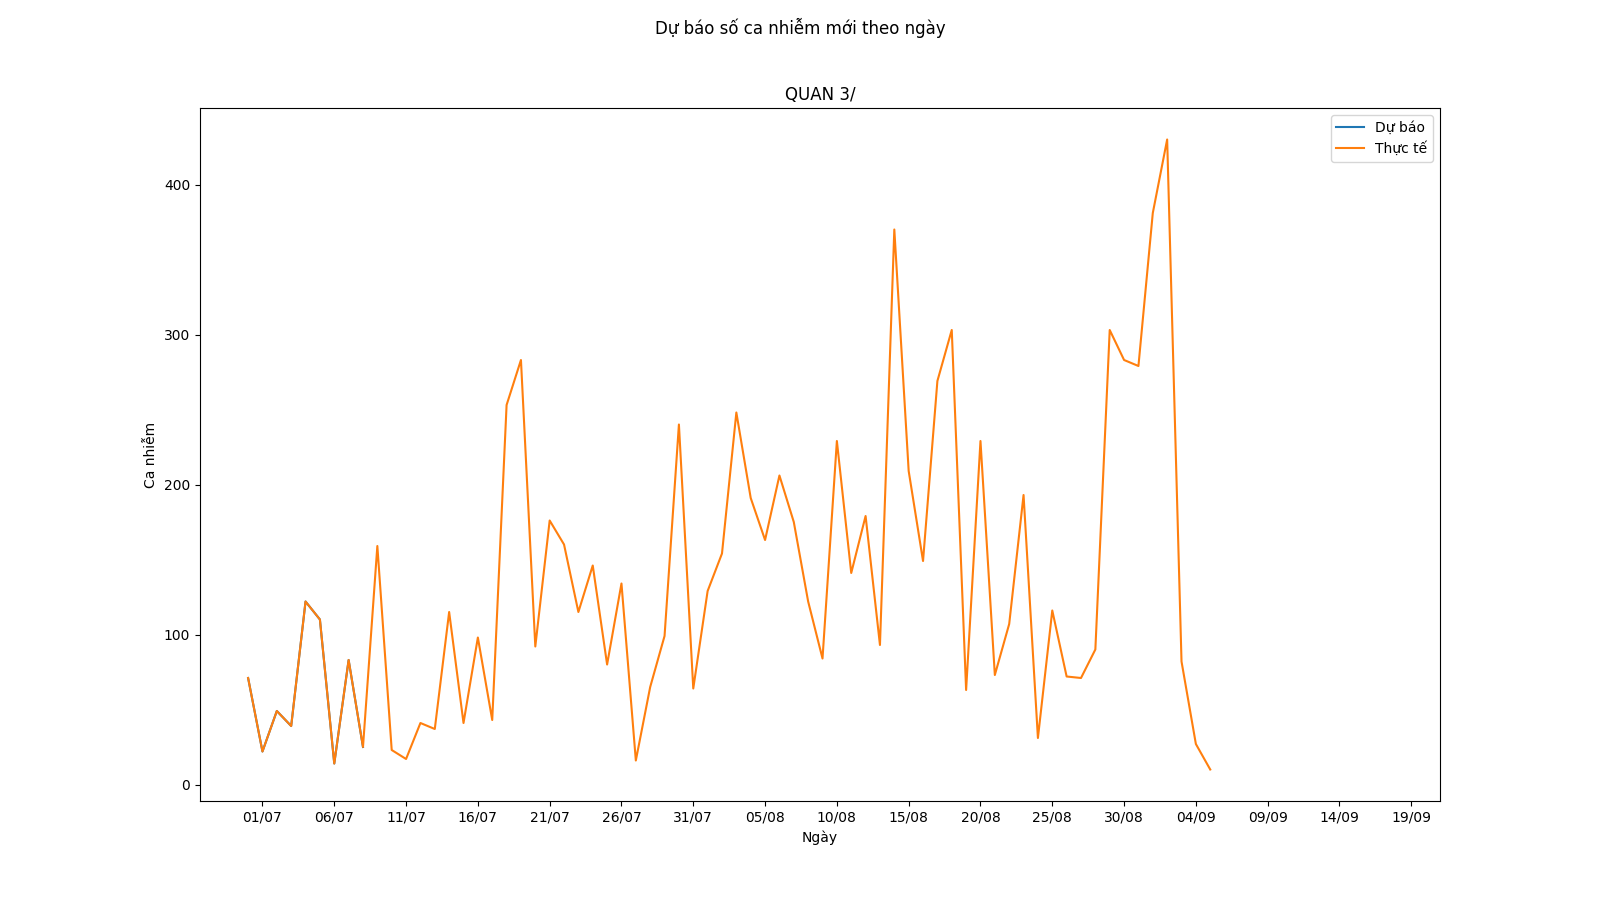 Dự báo số ca nhiễm mới theo ngày
QUAN 3/
Dự báo
Thực tế
400
300
200
100
0
Ca nhiễm
01/07 06/07 11/07 16/07 21/07 26/07 31/07 05/08 10/08 15/08 20/08 25/08 30/08 04/09 09/09 14/09 19/09
Ngày